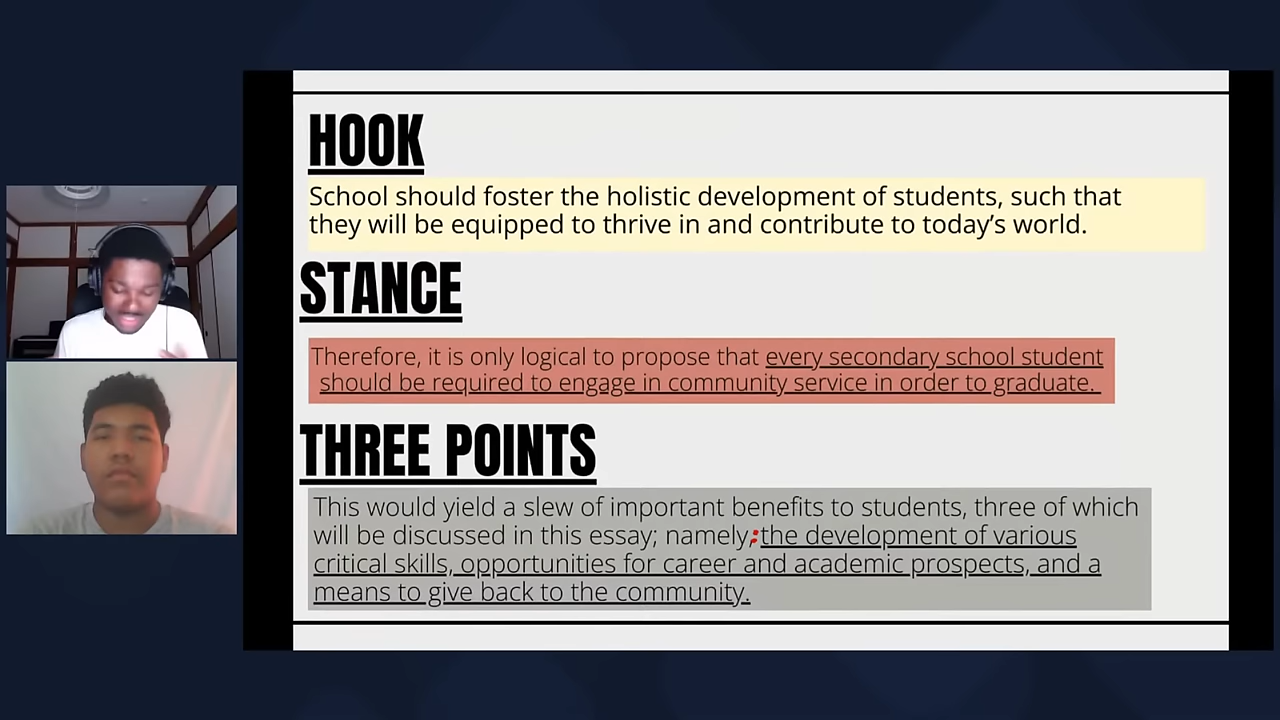 HOOK
School should foster the holistic development of students, such that
they will be equipped to thrive in and contribute to today’s world.
STANCE
Therefore, it is only logical to propose that every secondary school student
should be required to engage in community service in order to graduate.
THREE POINTS
This would yield a slew of important benefits to students, three of which
will be discussed in this essay; namely,:the development of various
critical skills, opportunities for career and academic prospects, and a
means to give back to the community.